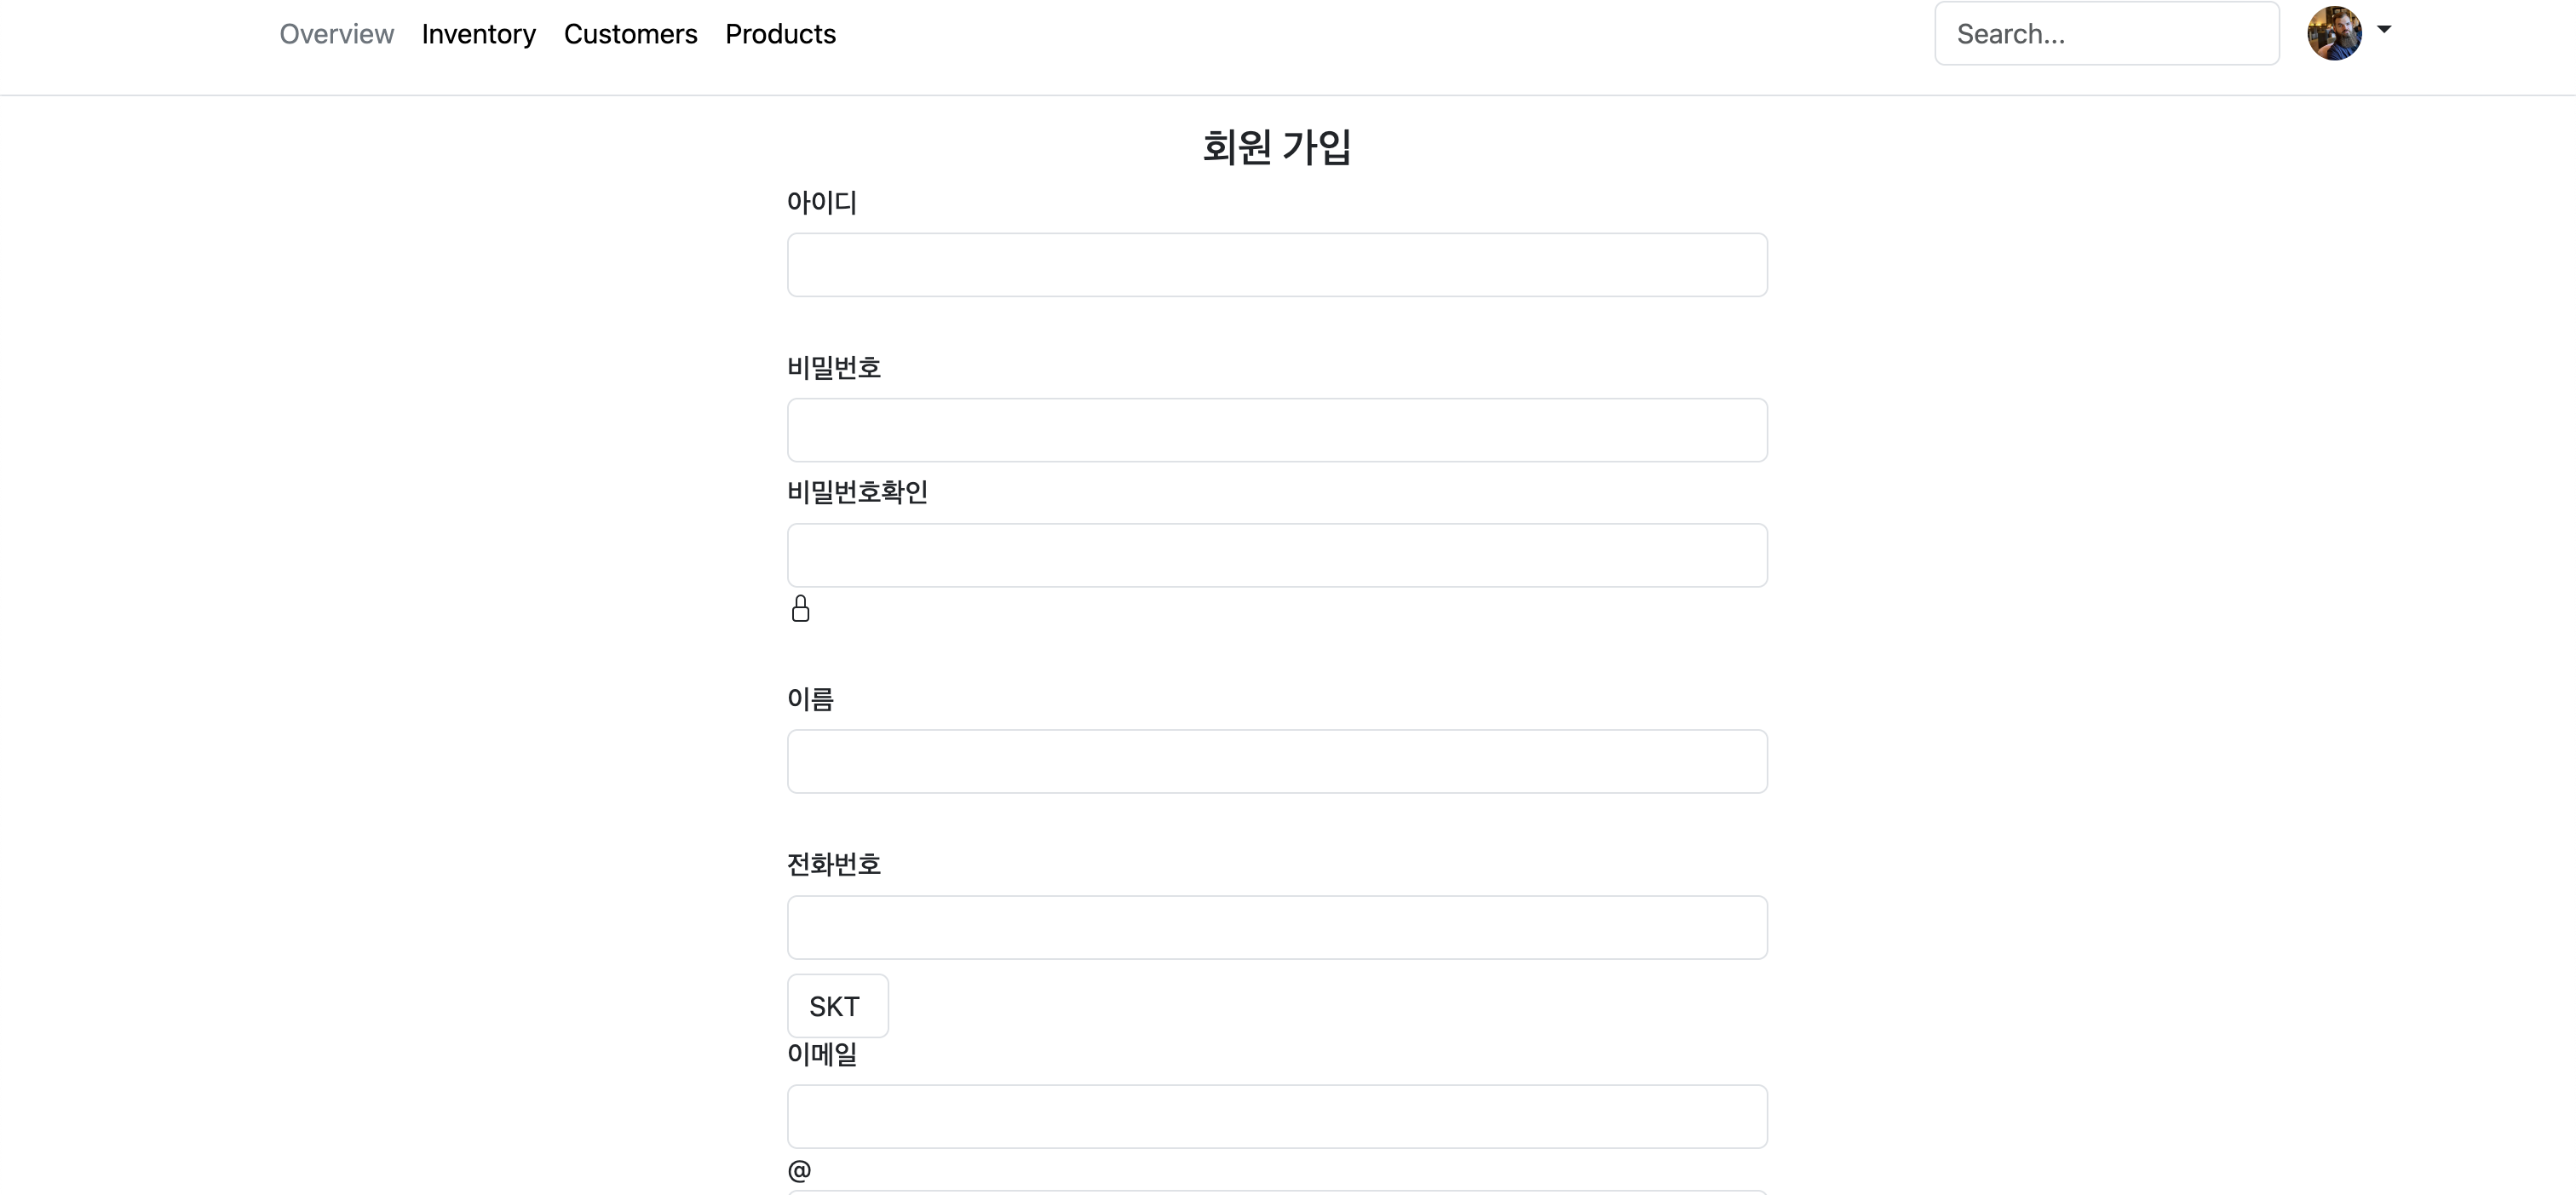 Overview Inventory Customers Products Search...
회원 가입
아이디
비밀번호
비밀번호확인
이름
전화번호
SKT
이메일
@